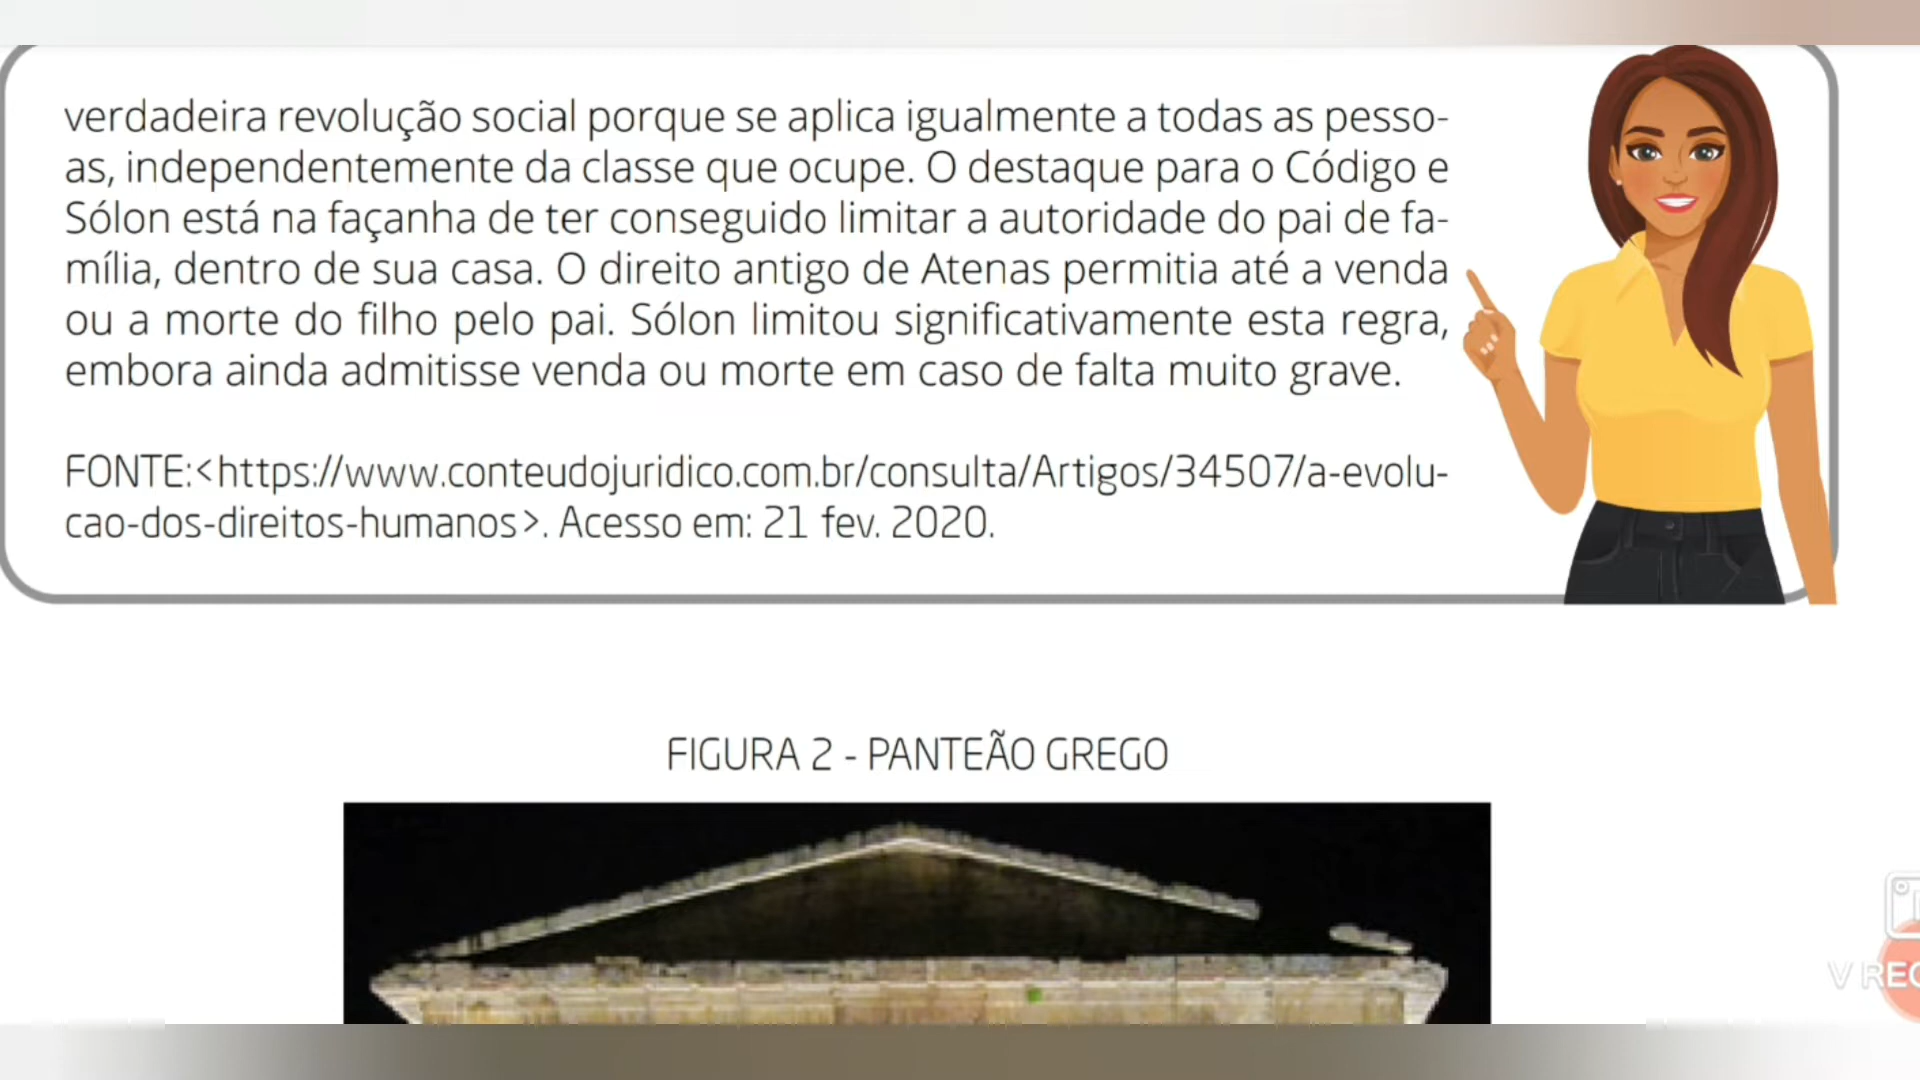 verdadeira revolução social porque se aplica igualmente a todas as pesso-
as, independentemente da classe que ocupe. O destaque para o Código e
Sólon está na façanha de ter conseguido limitar a autoridade do pai de fa-
mília, dentro de sua casa. O direito antigo de Atenas permitia até a venda
ou a morte do filho pelo pai. Sólon limitou significativamente esta regra,
embora ainda admitisse venda ou morte em caso de falta muito grave.
FONTE:<https://www.conteudojuridico.com.br/consulta/Artigos/34507/a-evolu-
cao-dos-direitos-humanos>. Acesso em: 21 fev. 2020.
FIGURA 2 - PANTEÃO GREGO
V REC